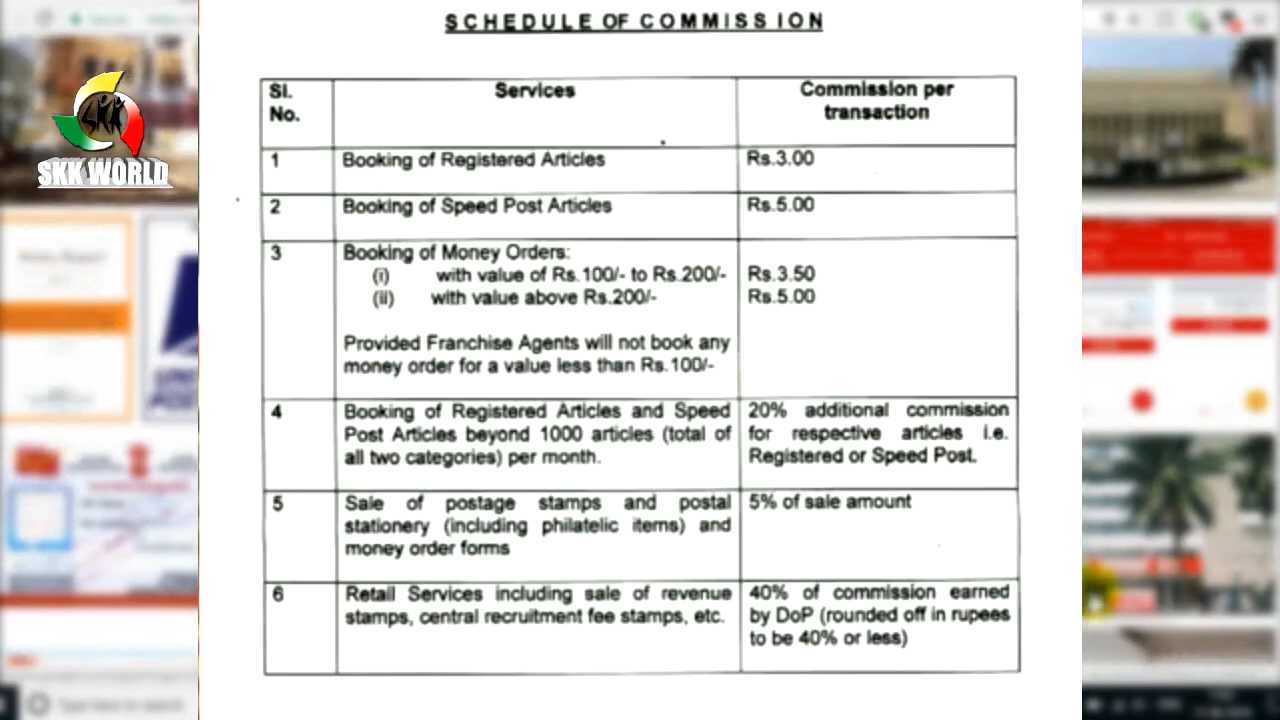 SCHEDULE OF COMMISSION
Sl.
No.
Services
Commission per
transaction
1
Booking of Registered Articles
Rs.3.00
2
Booking of Speed Post Articles
Rs.5.00
3
Booking of Money Orders:
(i) with value of Rs.100/- to Rs.200/-
Rs.3.50
(ii) with value above Rs.200/-
Rs.5.00
Provided Franchise Agents will not book any
money order for a value less than Rs.100/-
4
Booking of Registered Articles and Speed
Post Articles beyond 1000 articles (total of
all two categories) per month.
20% additional commission
for respective articles i.e.
Registered or Speed Post.
5
Sale of postage stamps and postal
stationery (including philatelic items) and
money order forms
5% of sale amount
6
Retail Services including sale of revenue
stamps, central recruitment fee stamps, etc.
40% of commission earned
by DoP (rounded off in rupees
to be 40% or less)
SKK
SKK WORLD
Type here to search